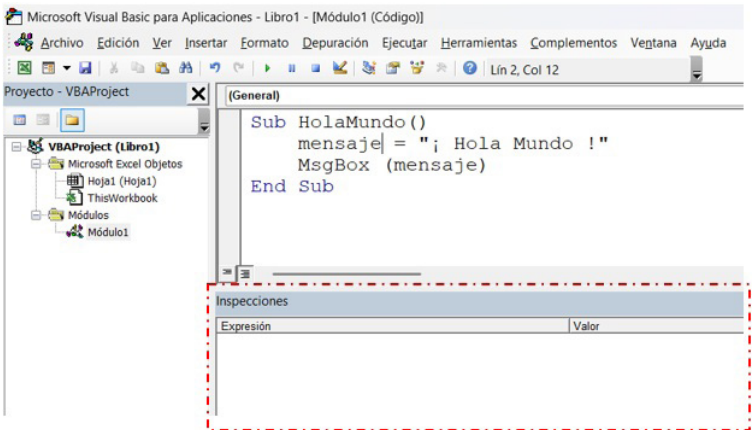 Microsoft Visual Basic para Aplicaciones - Libro1 - [Módulo1 (Código)]
Archivo Edición Ver Insertar Formato Depuración Ejecutar Herramientas Complementos Ventana Ayuda
Lín 2, Col 12
Proyecto - VBAProject
VBAProject (Libro1)
Microsoft Excel Objetos
Hoja1 (Hoja1)
ThisWorkbook
Módulos
Módulo1
(General)
Sub HolaMundo()
mensaje = "¡ Hola Mundo !"
MsgBox (mensaje)
End Sub
Inspecciones
Expresión Valor